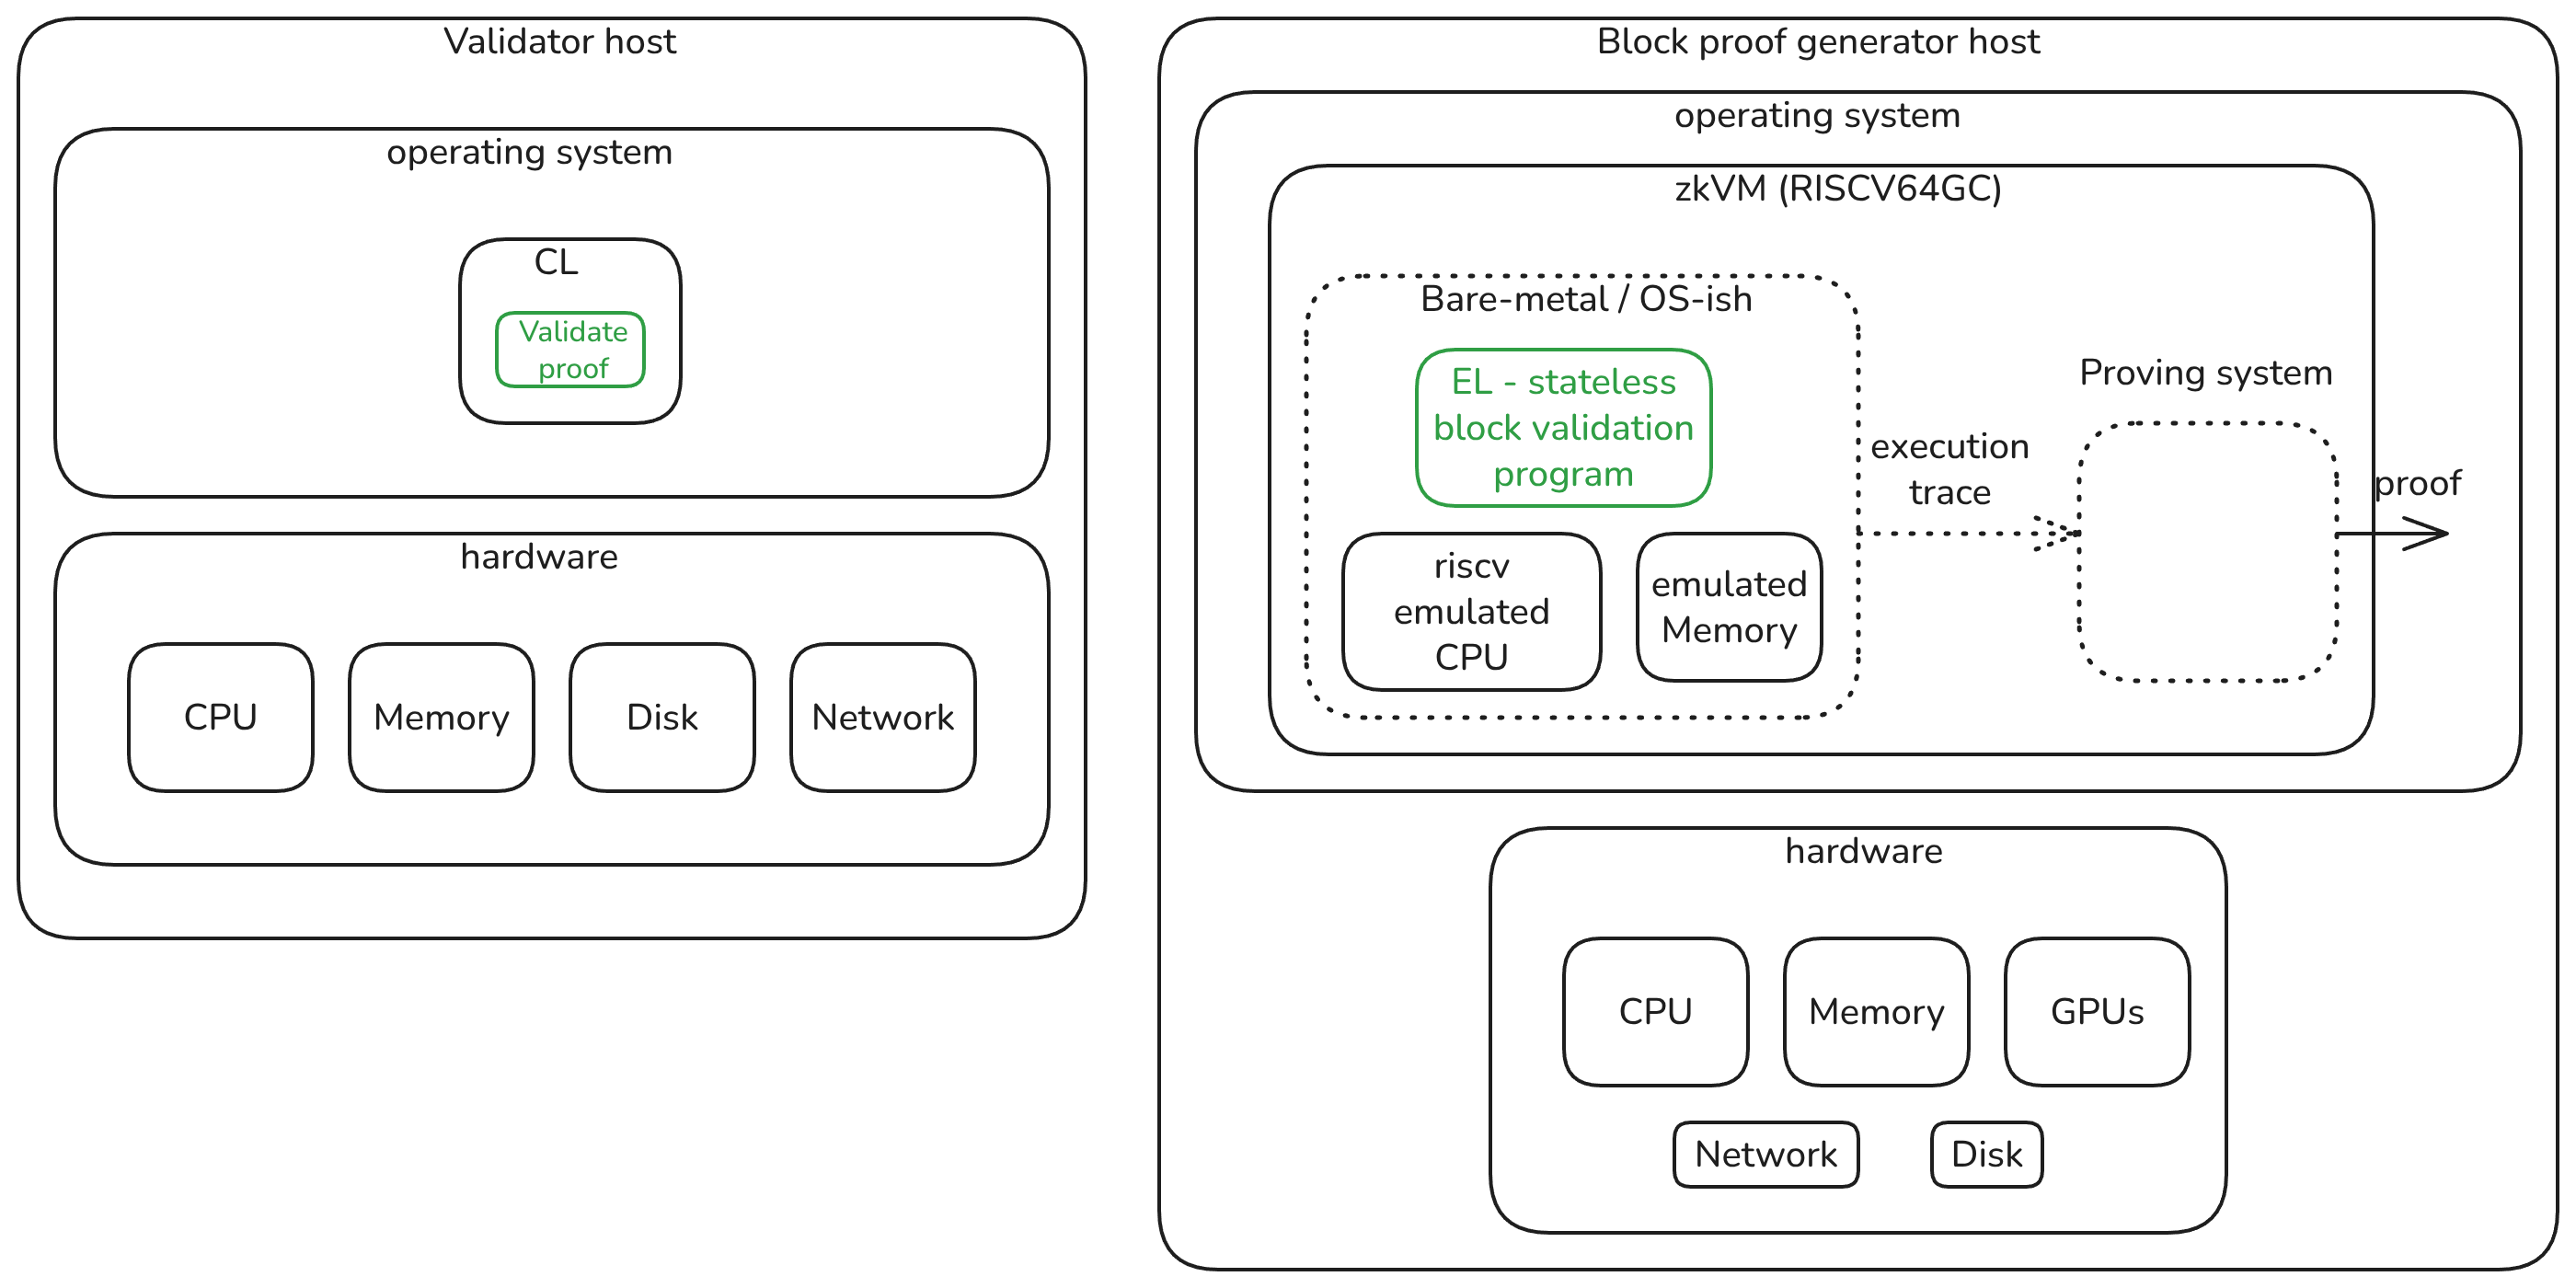 Validator host
operating system
CL
Validate
proof
hardware
CPU
Memory
Disk
Network
Block proof generator host
operating system
zkVM (RISCV64GC)
Bare-metal / OS-ish
EL - stateless
block validation
program
riscv
emulated
CPU
emulated
Memory
execution
trace
Proving system
proof
hardware
CPU
Memory
GPUs
Network
Disk